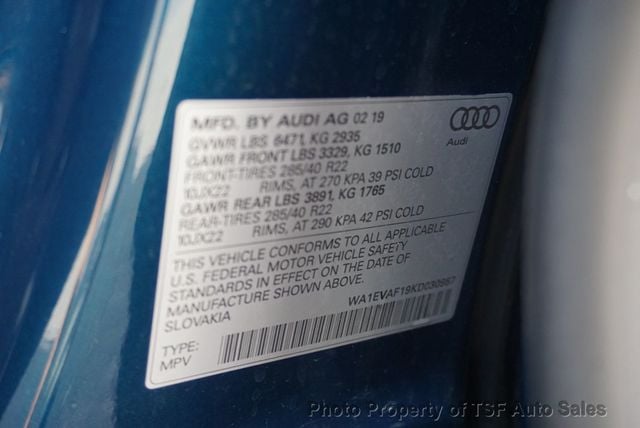 MFD. BY AUDI AG 02 19
GVWR LBS 6471, KG 2935
GAWR FRONT LBS 3329, KG 1510
FRONT-TIRES 285/40 R22
10JX22 RIMS, AT 270 KPA 39 PSI COLD
GAWR REAR LBS 3891, KG 1765
REAR-TIRES 285/40 R22
10JX22 RIMS, AT 290 KPA 42 PSI COLD
Audi
THIS VEHICLE CONFORMS TO ALL APPLICABLE
U.S. FEDERAL MOTOR VEHICLE SAFETY
STANDARDS IN EFFECT ON THE DATE OF
MANUFACTURE SHOWN ABOVE.
SLOVAKIA
WA1EVAF19KD030957
TYPE:
MPV
Photo Property of TSF Auto Sales